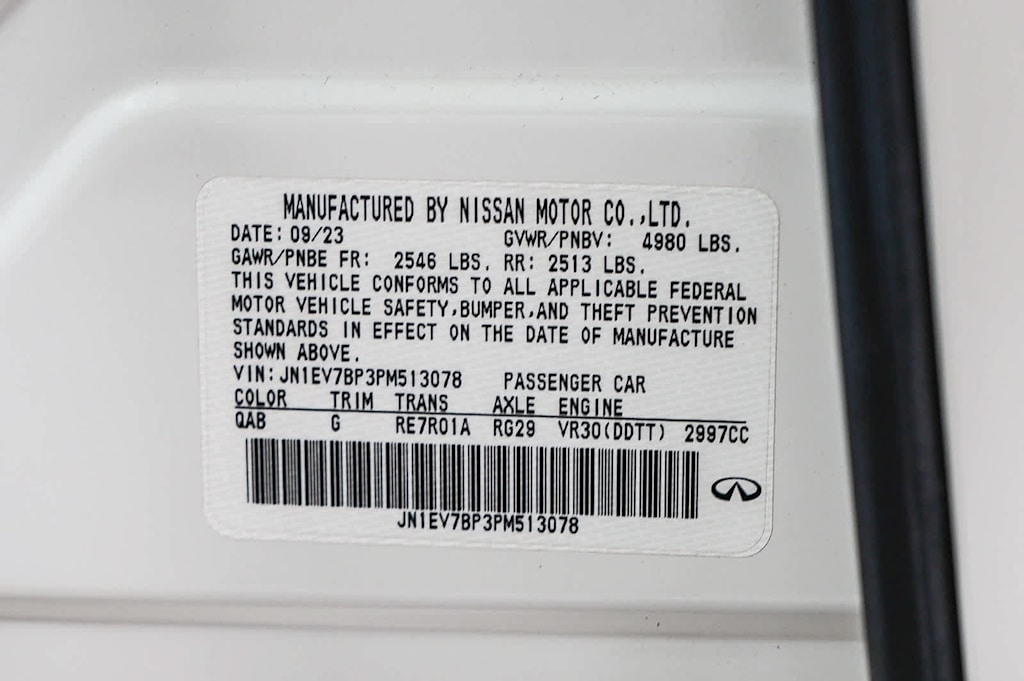 MANUFACTURED BY NISSAN MOTOR CO.,LTD.
DATE: 09/23 GVWR/PNBV: 4980 LBS.
GAWR/PNBE FR: 2546 LBS. RR: 2513 LBS.
THIS VEHICLE CONFORMS TO ALL APPLICABLE FEDERAL
MOTOR VEHICLE SAFETY,BUMPER,AND THEFT PREVENTION
STANDARDS IN EFFECT ON THE DATE OF MANUFACTURE
SHOWN ABOVE.
VIN: JN1EV7BP3PM513078 PASSENGER CAR
COLOR TRIM TRANS AXLE ENGINE
QAB G RE7R01A RG29 VR30(DDTT) 2997CC
JN1EV7BP3PM513078